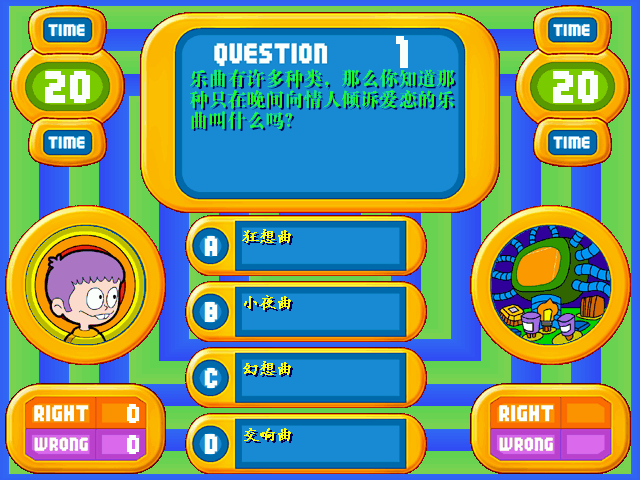 TIME
20
TIME
QUESTION 1
乐曲有许多种类，那么你知道那
种只在晚间向情人倾诉爱恋的乐
曲叫什么吗?
TIME
20
TIME
A 狂想曲
B 小夜曲
C 幻想曲
D 交响曲
RIGHT 0
WRONG 0
RIGHT
WRONG